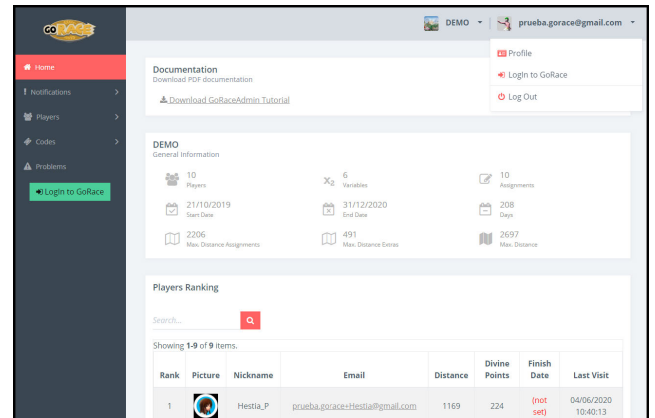 GORACE
DEMO
prueba.gorace@gmail.com
Profile
LogIn to GoRace
Log Out
Home
Notifications
Players
Codes
Problems
LogIn to GoRace
Documentation
Download PDF documentation
Download GoRaceAdmin Tutorial
DEMO
General Information
10
Players
X2 6
Variables
10
Assignments
21/10/2019
Start Date
31/12/2020
End Date
208
Days
2206
Max. Distance Assignments
491
Max. Distance Extras
2697
Max. Distance
Players Ranking
Search...
Showing 1-9 of 9 items.
Rank Picture Nickname Email Distance Divine Points Finish Date Last Visit
1 Hestia_P prueba.gorace+Hestia@gmail.com 1169 224 (not set) 04/06/2020 10:40:13